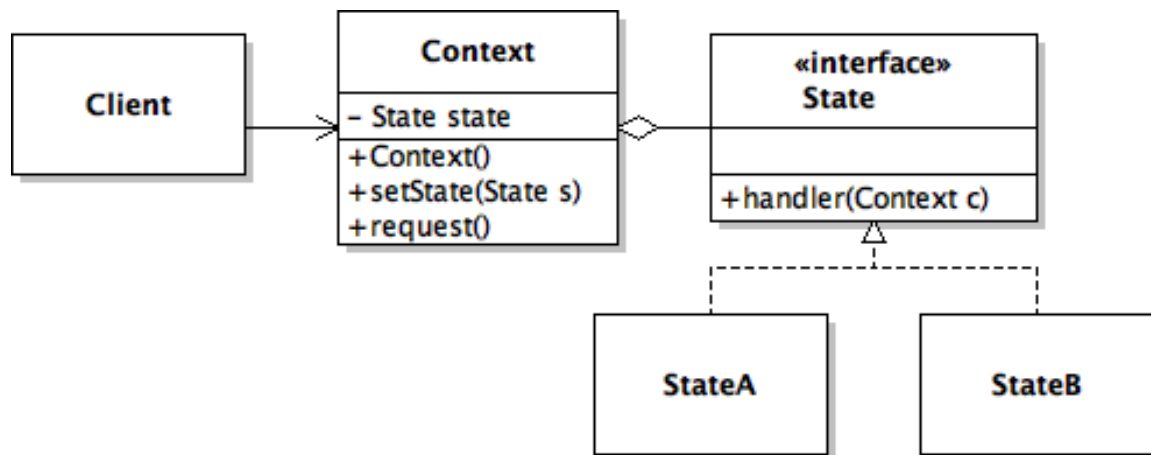 Client
Context
– State state
+Context()
+setState(State s)
+request()
«interface»
State
+handler(Context c)
StateA
StateB